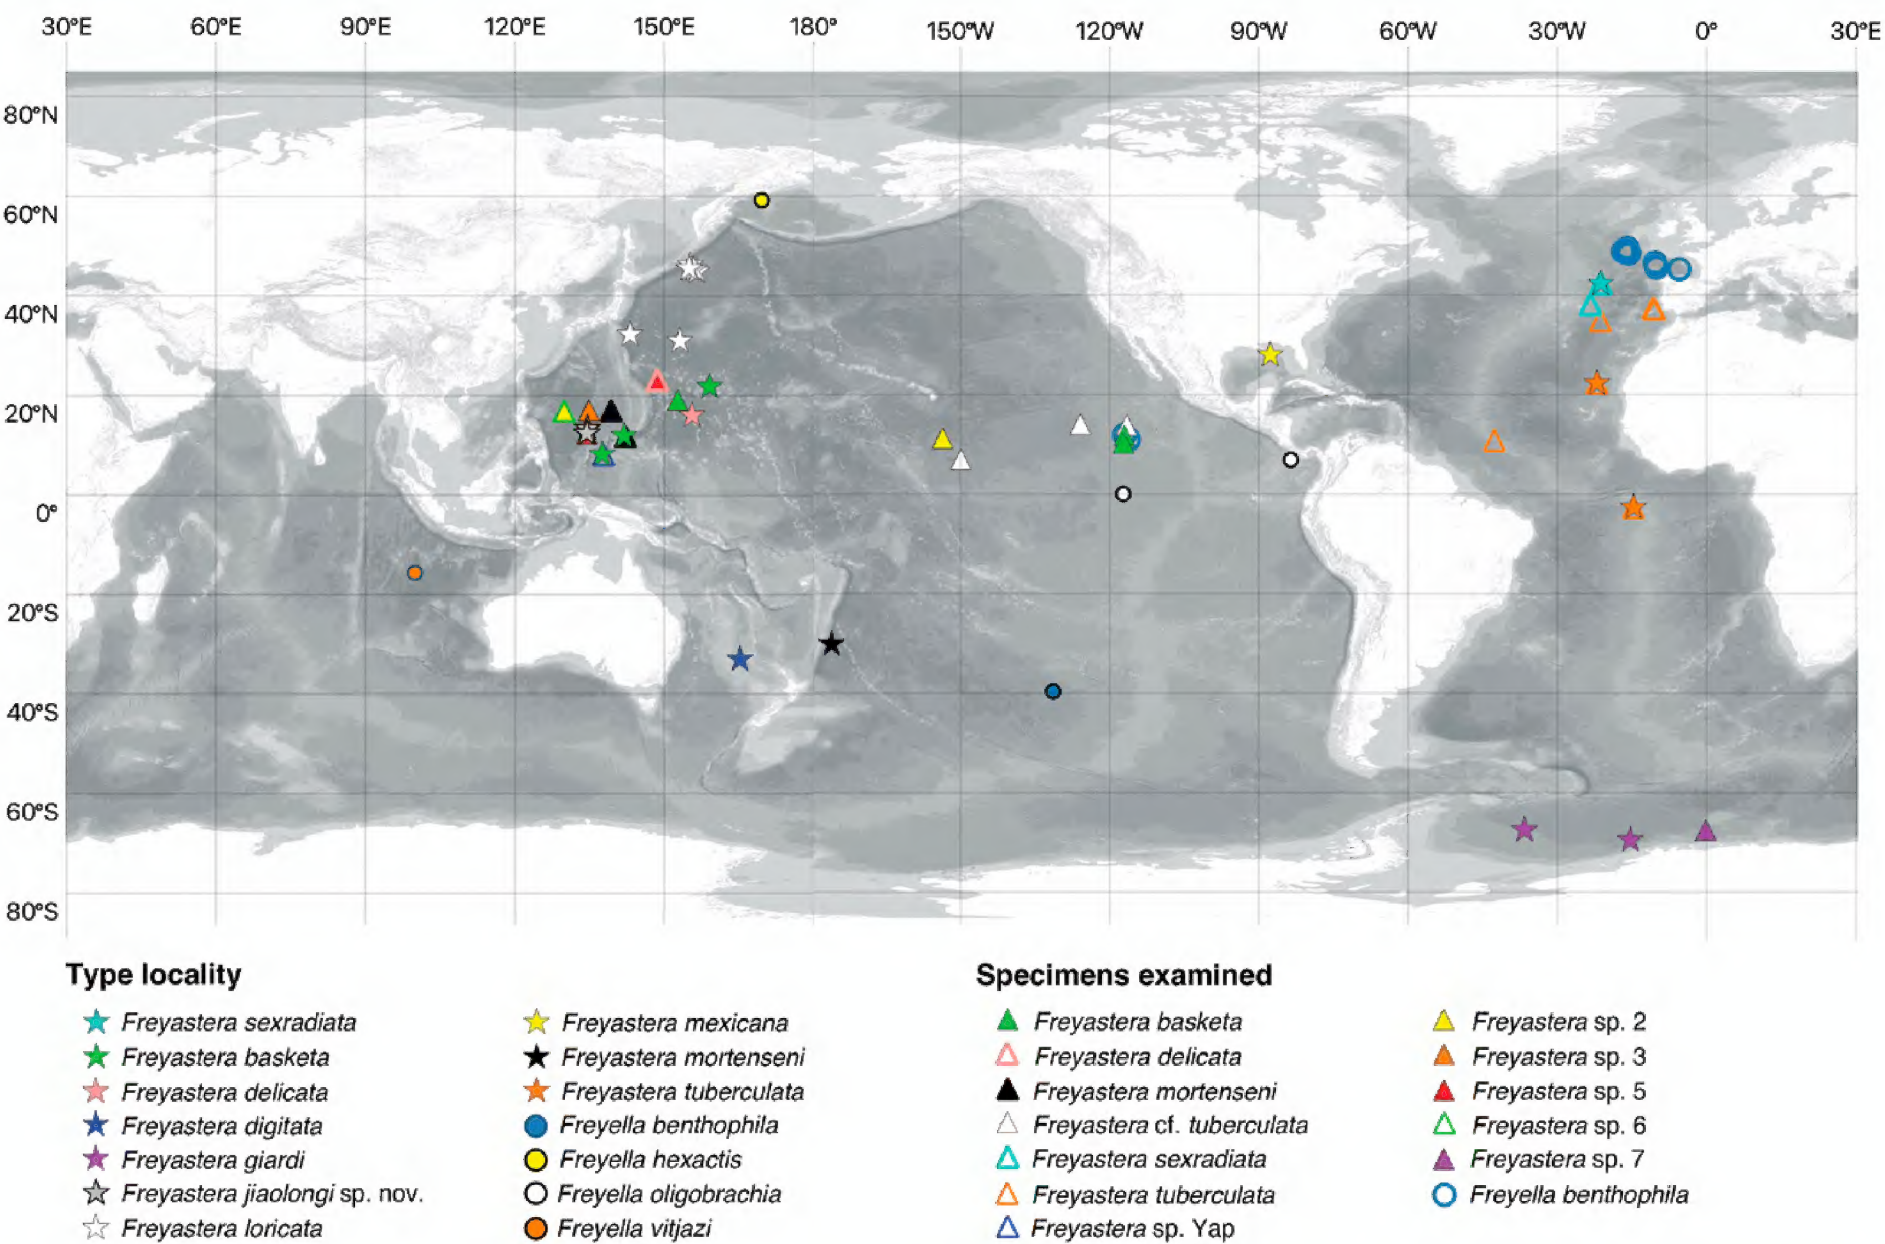 30°E 60°E 90°E 120°E 150°E 180° 150°W 120°W 90°W 60°W 30°W 0° 30°E
80°N
60°N
40°N
20°N
0°
20°S
40°S
60°S
80°S
Type locality
Freyastera sexradiata
Freyastera basketa
Freyastera delicata
Freyastera digitata
Freyastera giardi
Freyastera jiaolongi sp. nov.
Freyastera loricata
Freyastera mexicana
Freyastera mortenseni
Freyastera tuberculata
Freyella benthophila
Freyella hexactis
Freyella oligobrachia
Freyella vitjazi
Specimens examined
Freyastera basketa
Freyastera delicata
Freyastera mortenseni
Freyastera cf. tuberculata
Freyastera sexradiata
Freyastera tuberculata
Freyastera sp. Yap
Freyastera sp. 2
Freyastera sp. 3
Freyastera sp. 5
Freyastera sp. 6
Freyastera sp. 7
Freyella benthophila